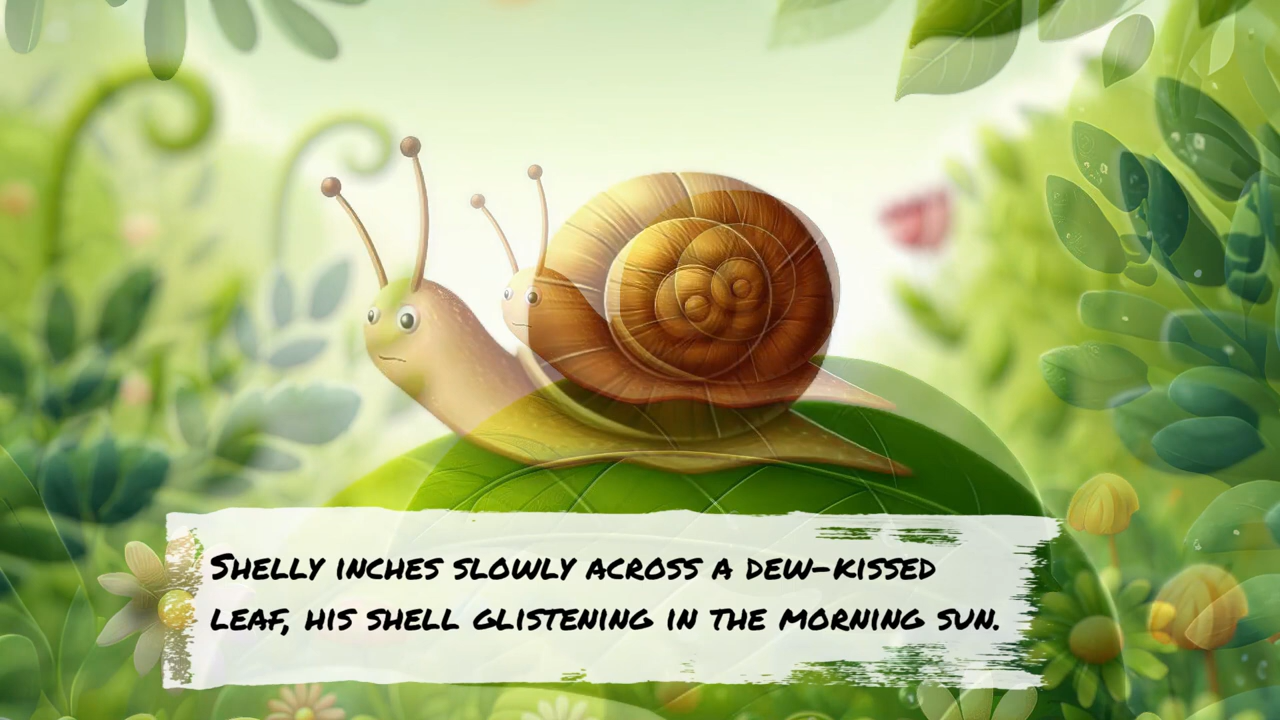 Shelly inches slowly across a dew-kissed
leaf, his shell glistening in the morning sun.